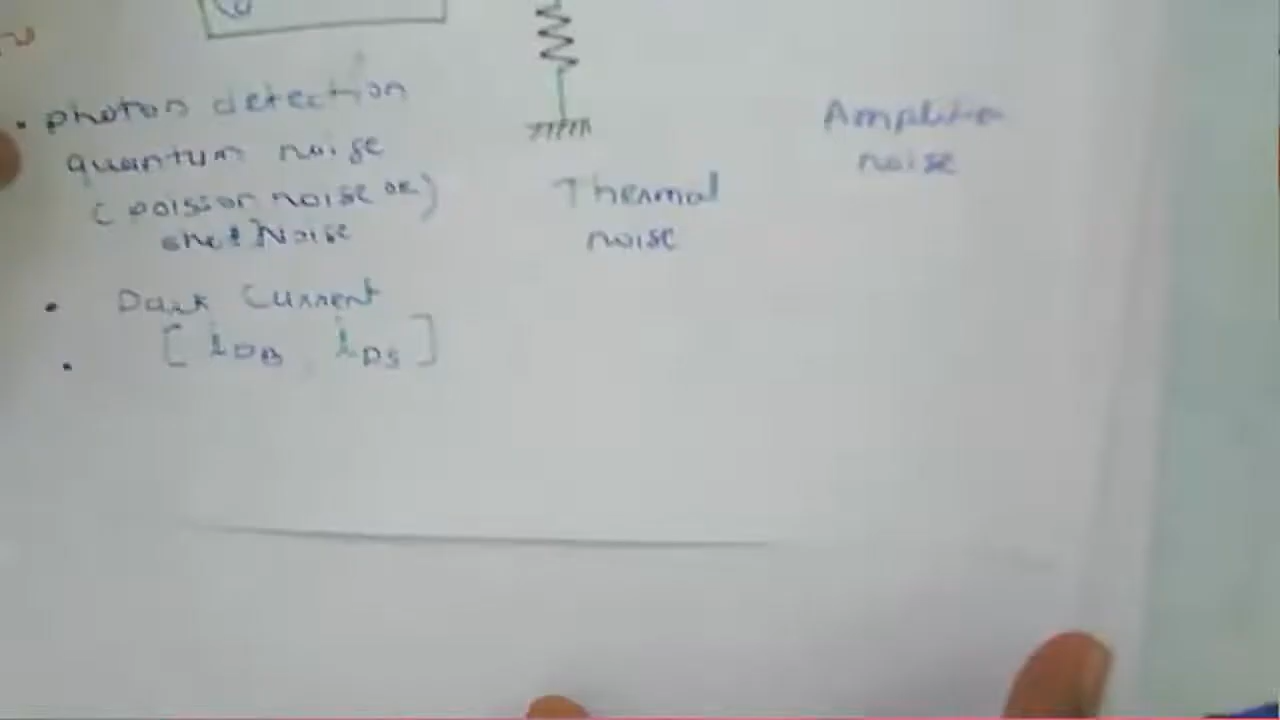 • photon detection
quantum noise
( poisson noise or )
shot Noise
• Dark Current
• [ iDB iDS ]
Thermal
noise
Amplifier
noise